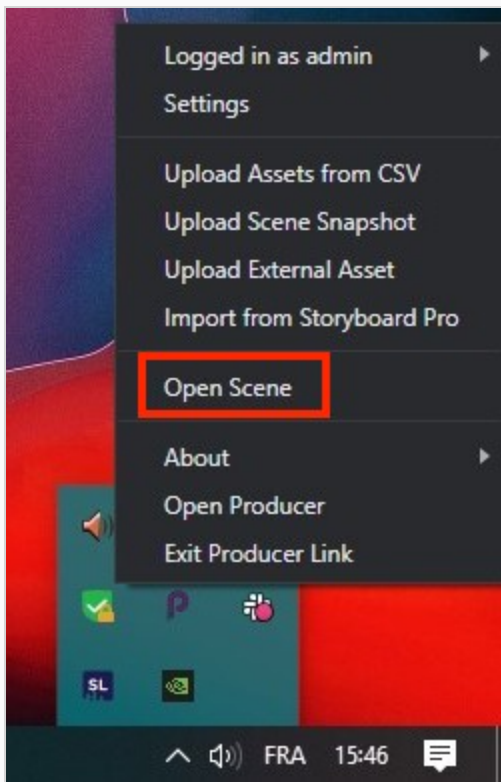 Logged in as admin
Settings
Upload Assets from CSV
Upload Scene Snapshot
Upload External Asset
Import from Storyboard Pro
Open Scene
About
Open Producer
Exit Producer Link
SL
FRA 15:46